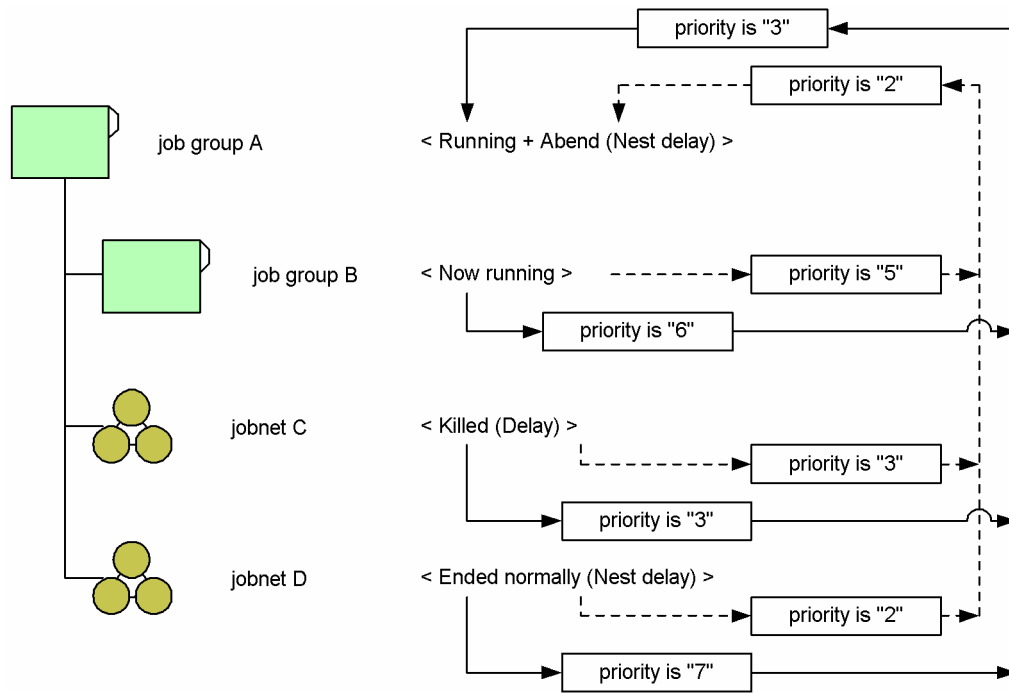 priority is "3"
priority is "2"
job group A
< Running + Abend (Nest delay) >
job group B
< Now running >
priority is "5"
priority is "6"
jobnet C
< Killed (Delay) >
priority is "3"
priority is "3"
jobnet D
< Ended normally (Nest delay) >
priority is "2"
priority is "7"